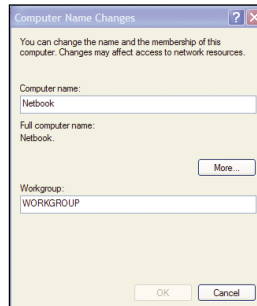 Computer Name Changes
You can change the name and the membership of this
computer. Changes may affect access to network resources.
Computer name:
Netbook
Full computer name:
Netbook.
More...
Workgroup:
WORKGROUP
OK
Cancel